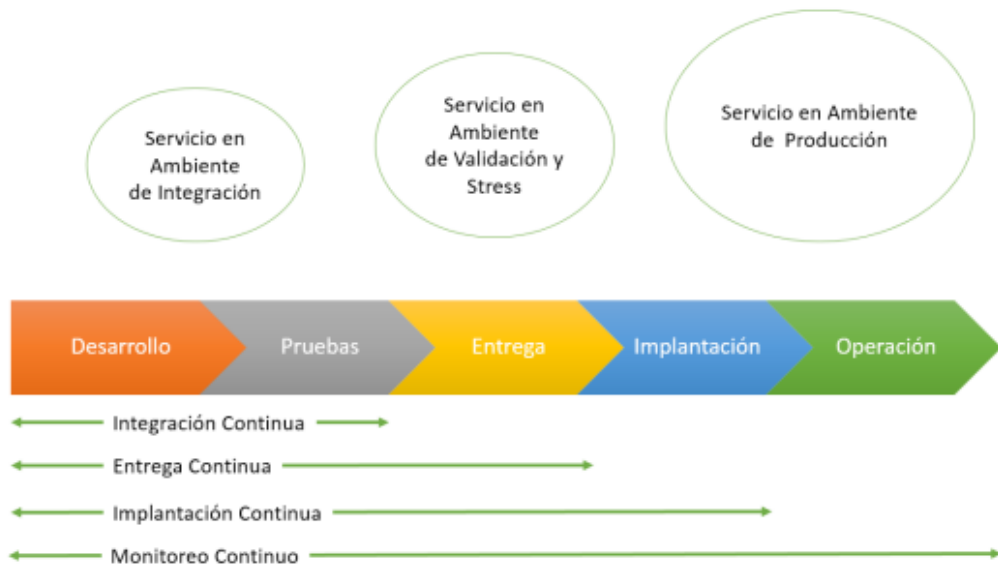 Servicio en
Ambiente
de Integración
Servicio en
Ambiente
de Validación y
Stress
Servicio en Ambiente
de Producción
Desarrollo
Pruebas
Entrega
Implantación
Operación
Integración Continua
Entrega Continua
Implantación Continua
Monitoreo Continuo